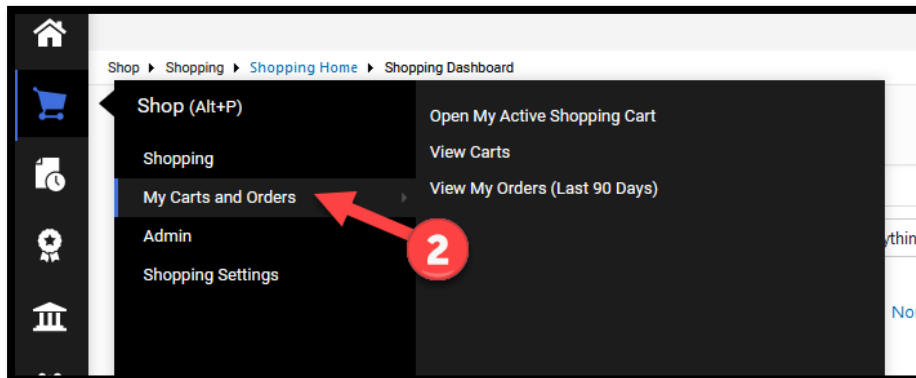 Shop ▸ Shopping ▸ Shopping Home ▸ Shopping Dashboard
Shop (Alt+P)
Shopping
My Carts and Orders
Admin
Shopping Settings
Open My Active Shopping Cart
View Carts
View My Orders (Last 90 Days)
2